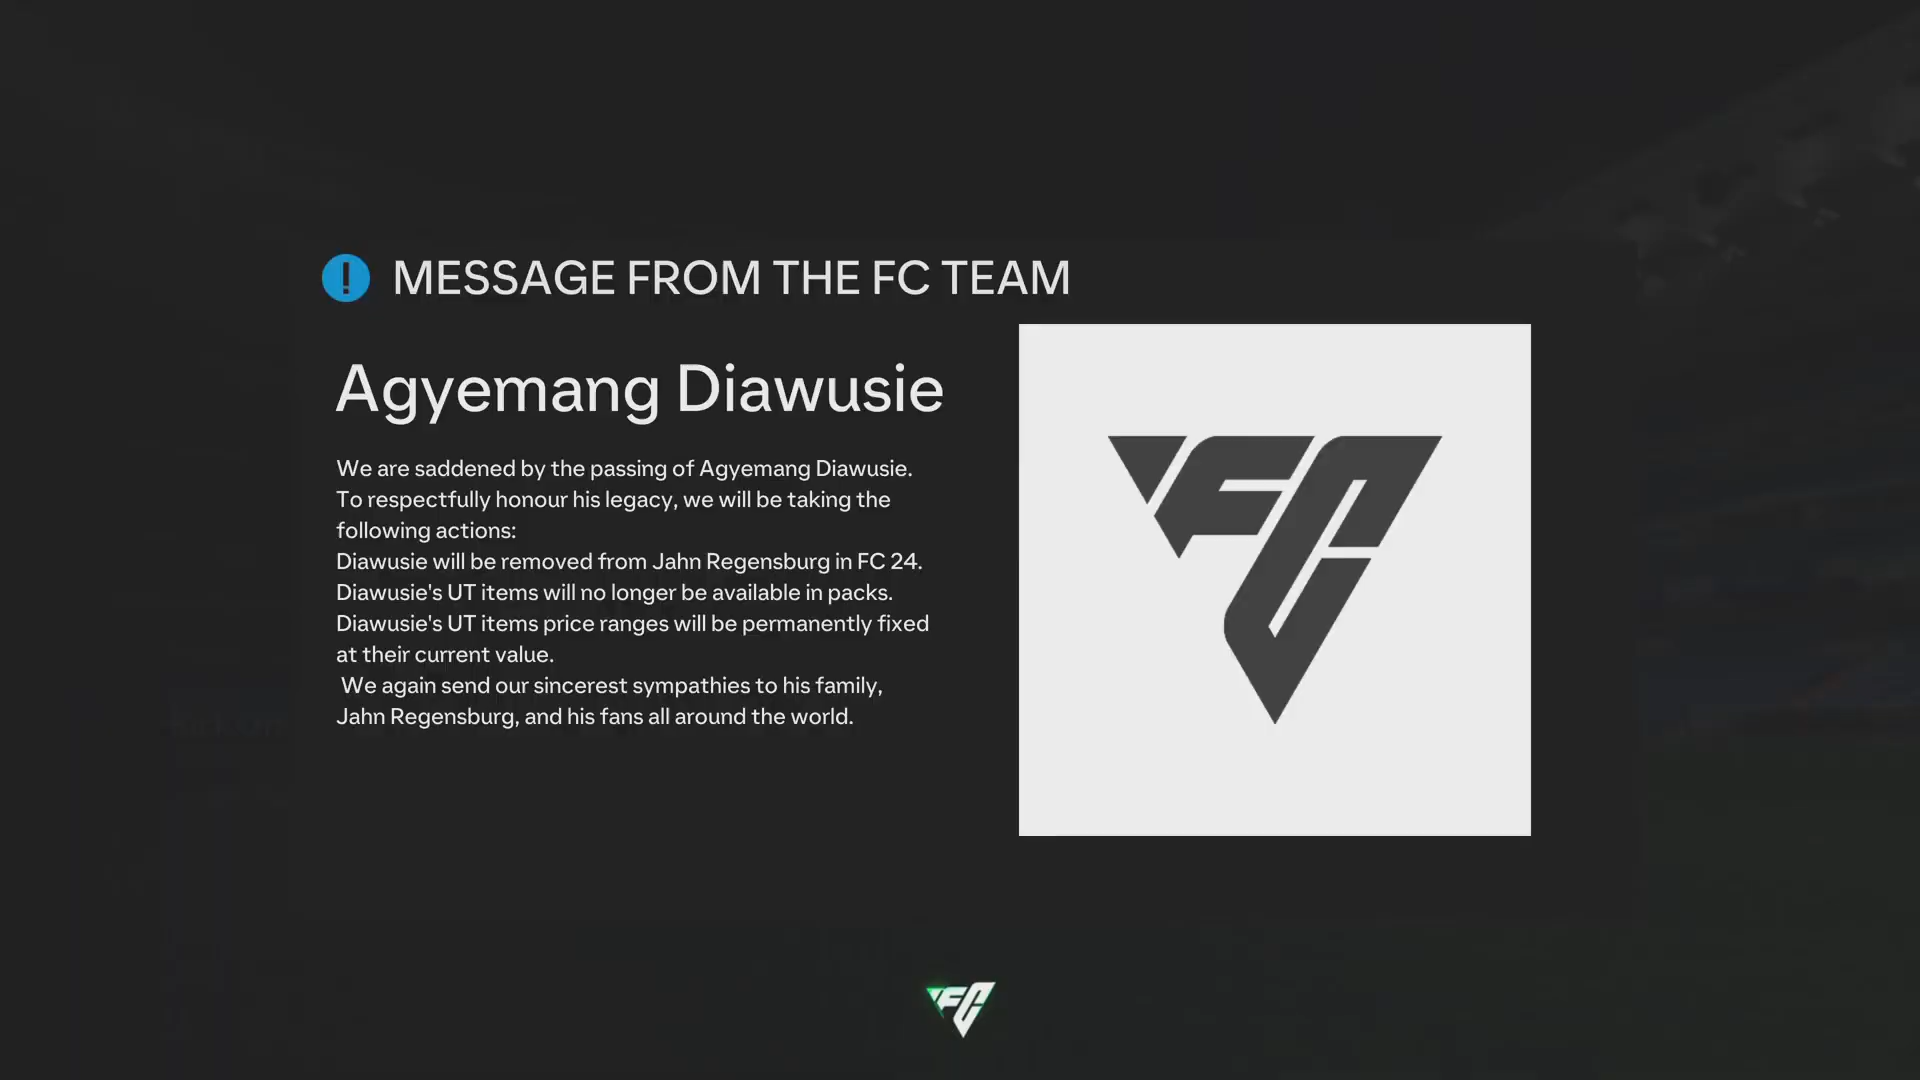 MESSAGE FROM THE FC TEAM
Agyemang Diawusie
We are saddened by the passing of Agyemang Diawusie.
To respectfully honour his legacy, we will be taking the
following actions:
Diawusie will be removed from Jahn Regensburg in FC 24.
Diawusie's UT items will no longer be available in packs.
Diawusie's UT items price ranges will be permanently fixed
at their current value.
We again send our sincerest sympathies to his family,
Jahn Regensburg, and his fans all around the world.
FC
FC